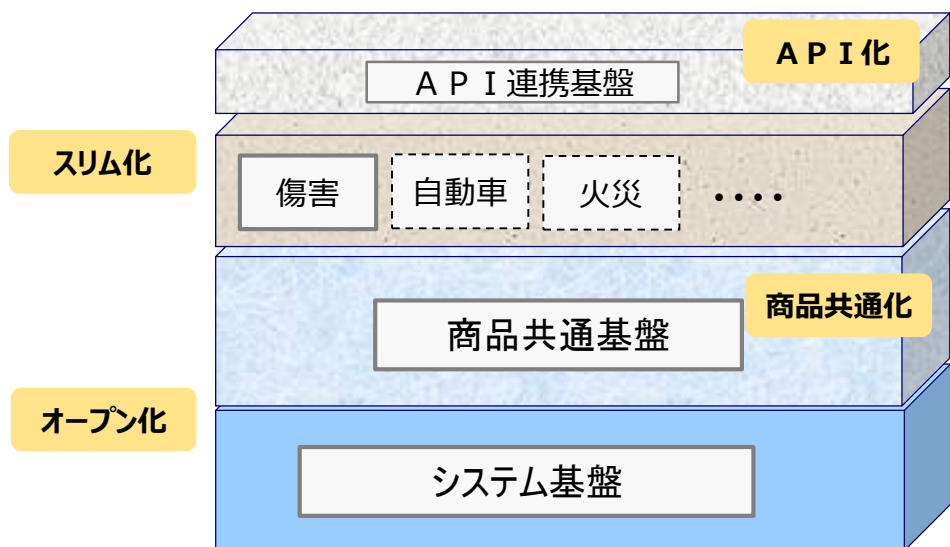 ＡＰＩ化
ＡＰＩ連携基盤
スリム化
傷害
自動車
火災
・・・・
商品共通化
商品共通基盤
オープン化
システム基盤